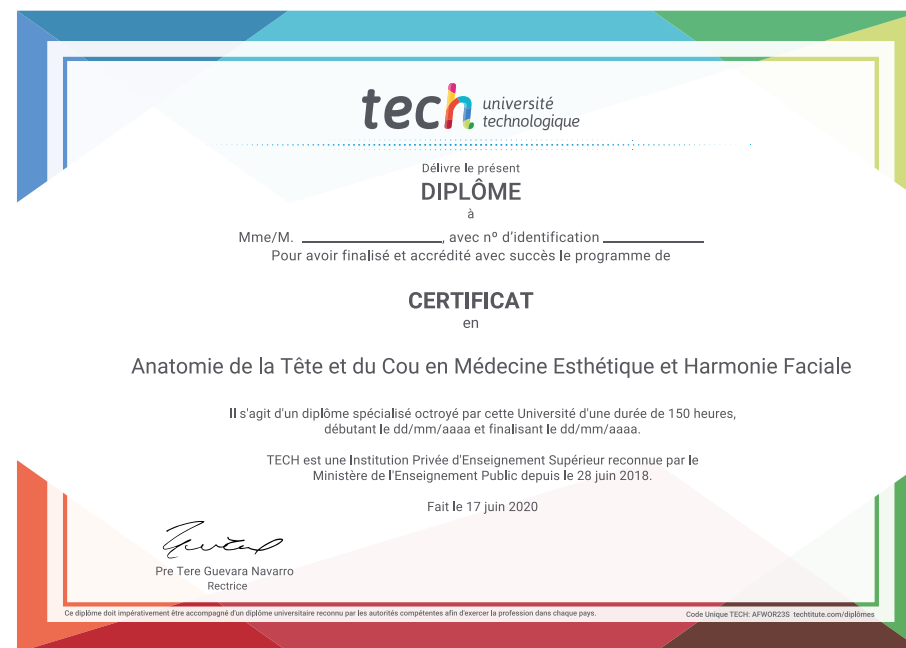 tech université
technologique
Délivre le présent
DIPLÔME
à
Mme/M. ____________________, avec nº d'identification ______________
Pour avoir finalisé et accrédité avec succès le programme de
CERTIFICAT
en
Anatomie de la Tête et du Cou en Médecine Esthétique et Harmonie Faciale
Il s'agit d'un diplôme spécialisé octroyé par cette Université d'une durée de 150 heures,
débutant le dd/mm/aaaa et finalisant le dd/mm/aaaa.
TECH est une Institution Privée d'Enseignement Supérieur reconnue par le
Ministère de l'Enseignement Public depuis le 28 juin 2018.
Fait le 17 juin 2020
Pre Tere Guevara Navarro
Rectrice
Ce diplôme doit impérativement être accompagné d'un diplôme universitaire reconnu par les autorités compétentes afin d'exercer la profession dans chaque pays.
Code Unique TECH: AFWOR23S techtitute.com/diplômes